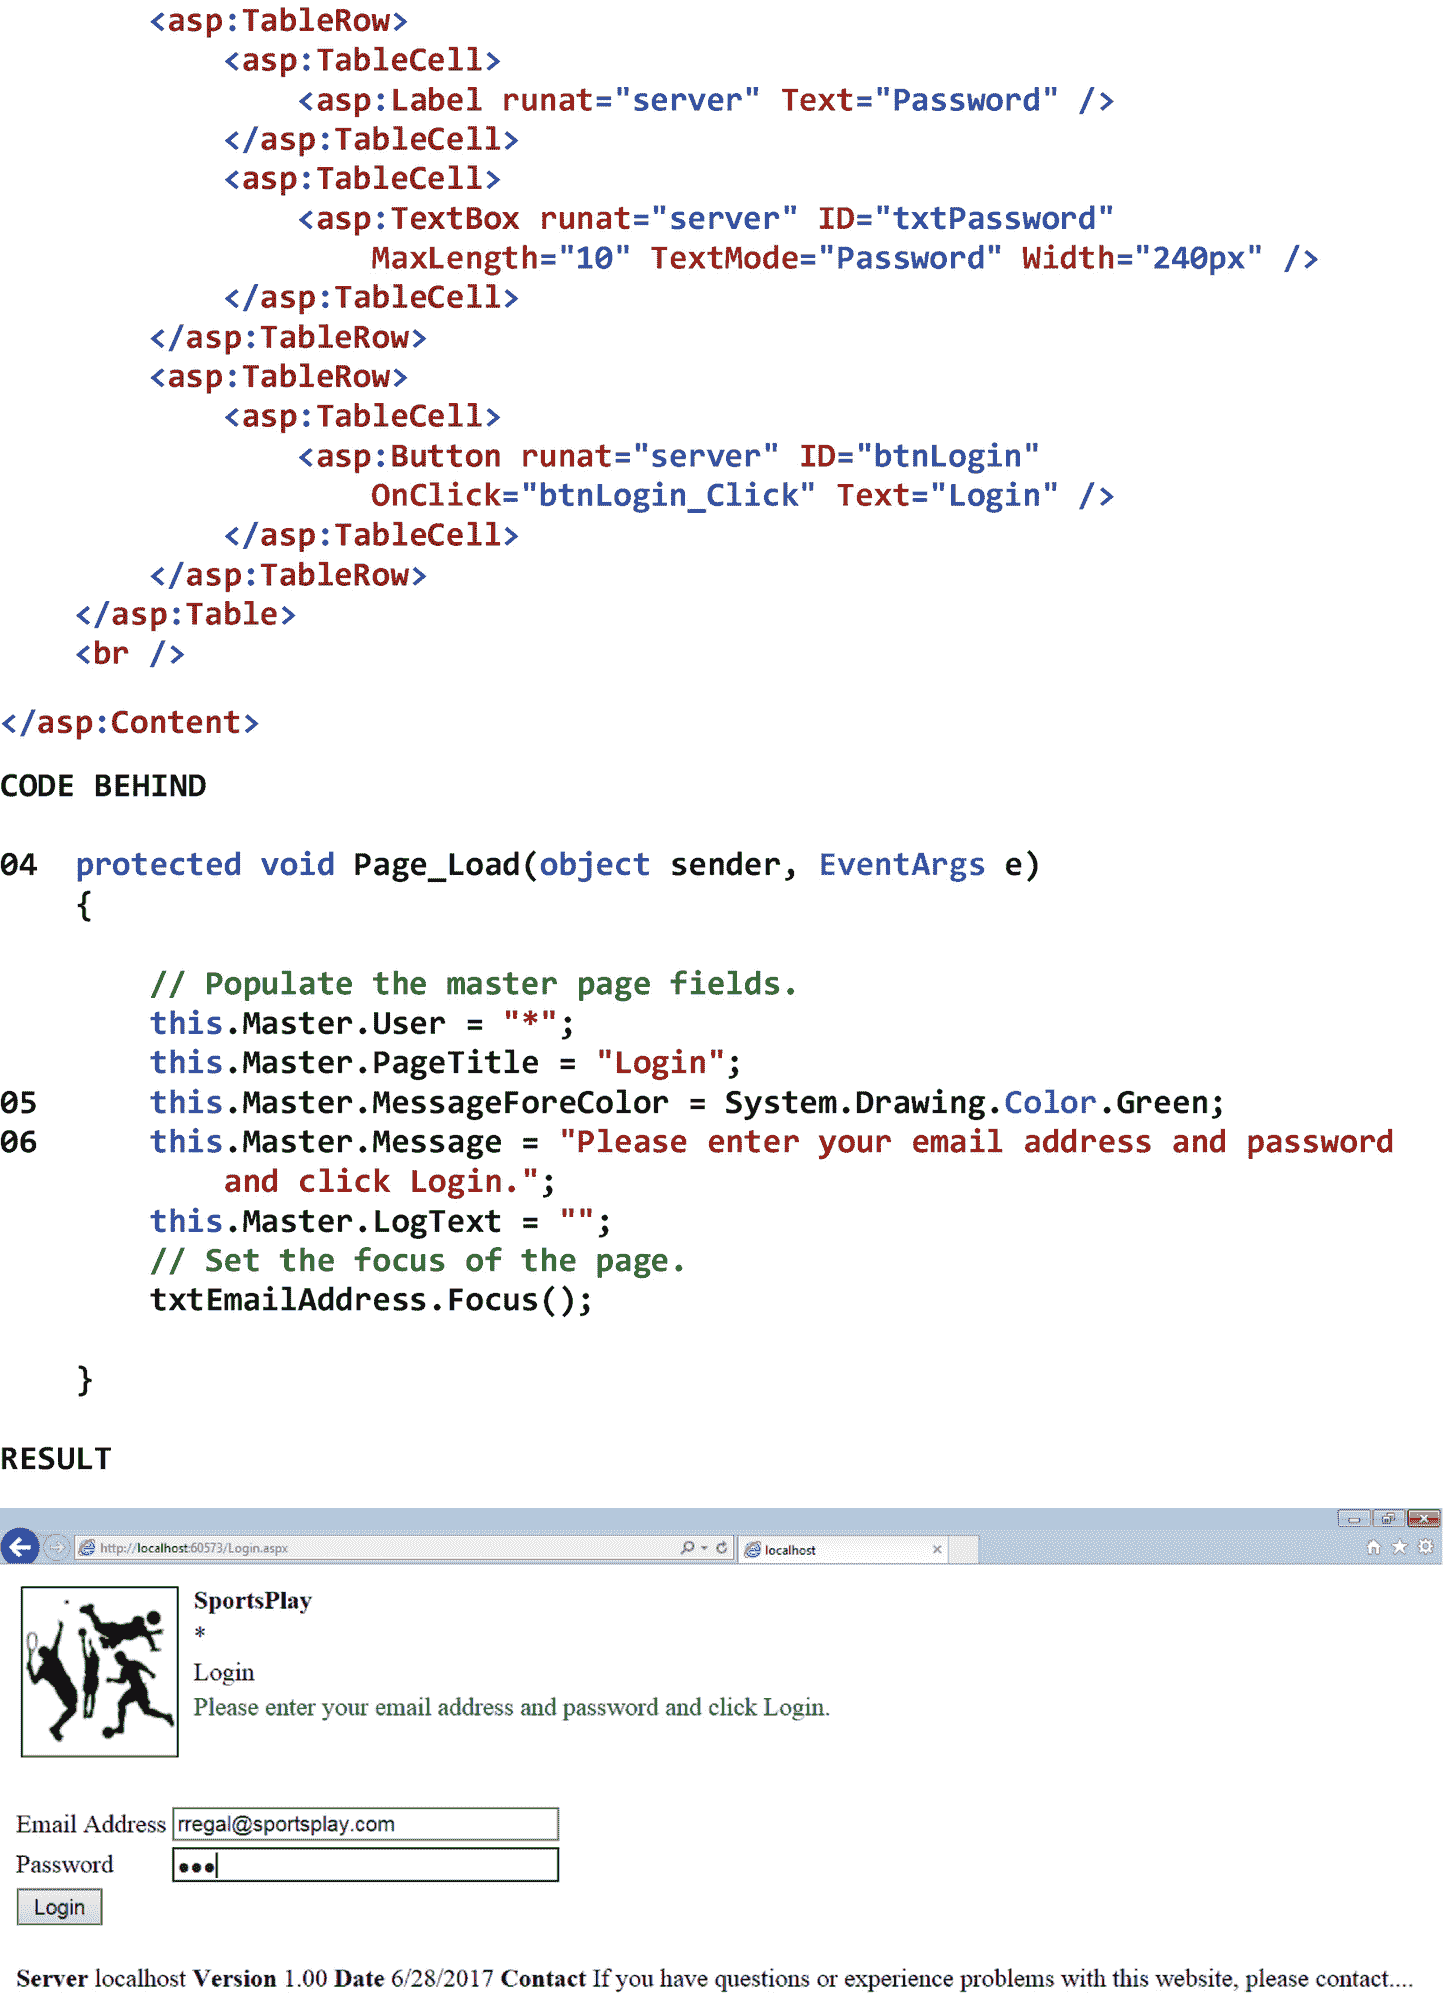 <asp:TableRow>
<asp:TableCell>
<asp:Label runat="server" Text="Password" />
</asp:TableCell>
<asp:TableCell>
<asp:TextBox runat="server" ID="txtPassword"
MaxLength="10" TextMode="Password" Width="240px" />
</asp:TableCell>
</asp:TableRow>
<asp:TableRow>
<asp:TableCell>
<asp:Button runat="server" ID="btnLogin"
OnClick="btnLogin_Click" Text="Login" />
</asp:TableCell>
</asp:TableRow>
</asp:Table>
<br />
</asp:Content>
CODE BEHIND
04 protected void Page_Load(object sender, EventArgs e)
{
// Populate the master page fields.
this.Master.User = "*";
this.Master.PageTitle = "Login";
05 this.Master.MessageForeColor = System.Drawing.Color.Green;
06 this.Master.Message = "Please enter your email address and password
and click Login.";
this.Master.LogText = "";
// Set the focus of the page.
txtEmailAddress.Focus();
}
RESULT
http://localhost:60573/Login.aspx localhost
SportsPlay
*
Login
Please enter your email address and password and click Login.
Email Address rregal@sportsplay.com
Password •••
Login
Server localhost Version 1.00 Date 6/28/2017 Contact If you have questions or experience problems with this website, please contact....